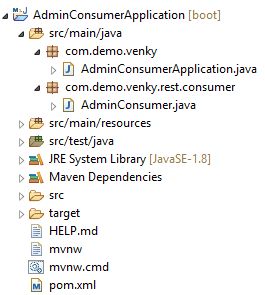 AdminConsumerApplication [boot]
src/main/java
com.demo.venky
AdminConsumerApplication.java
com.demo.venky.rest.consumer
AdminConsumer.java
src/main/resources
src/test/java
JRE System Library [JavaSE-1.8]
Maven Dependencies
src
target
HELP.md
mvnw
mvnw.cmd
pom.xml